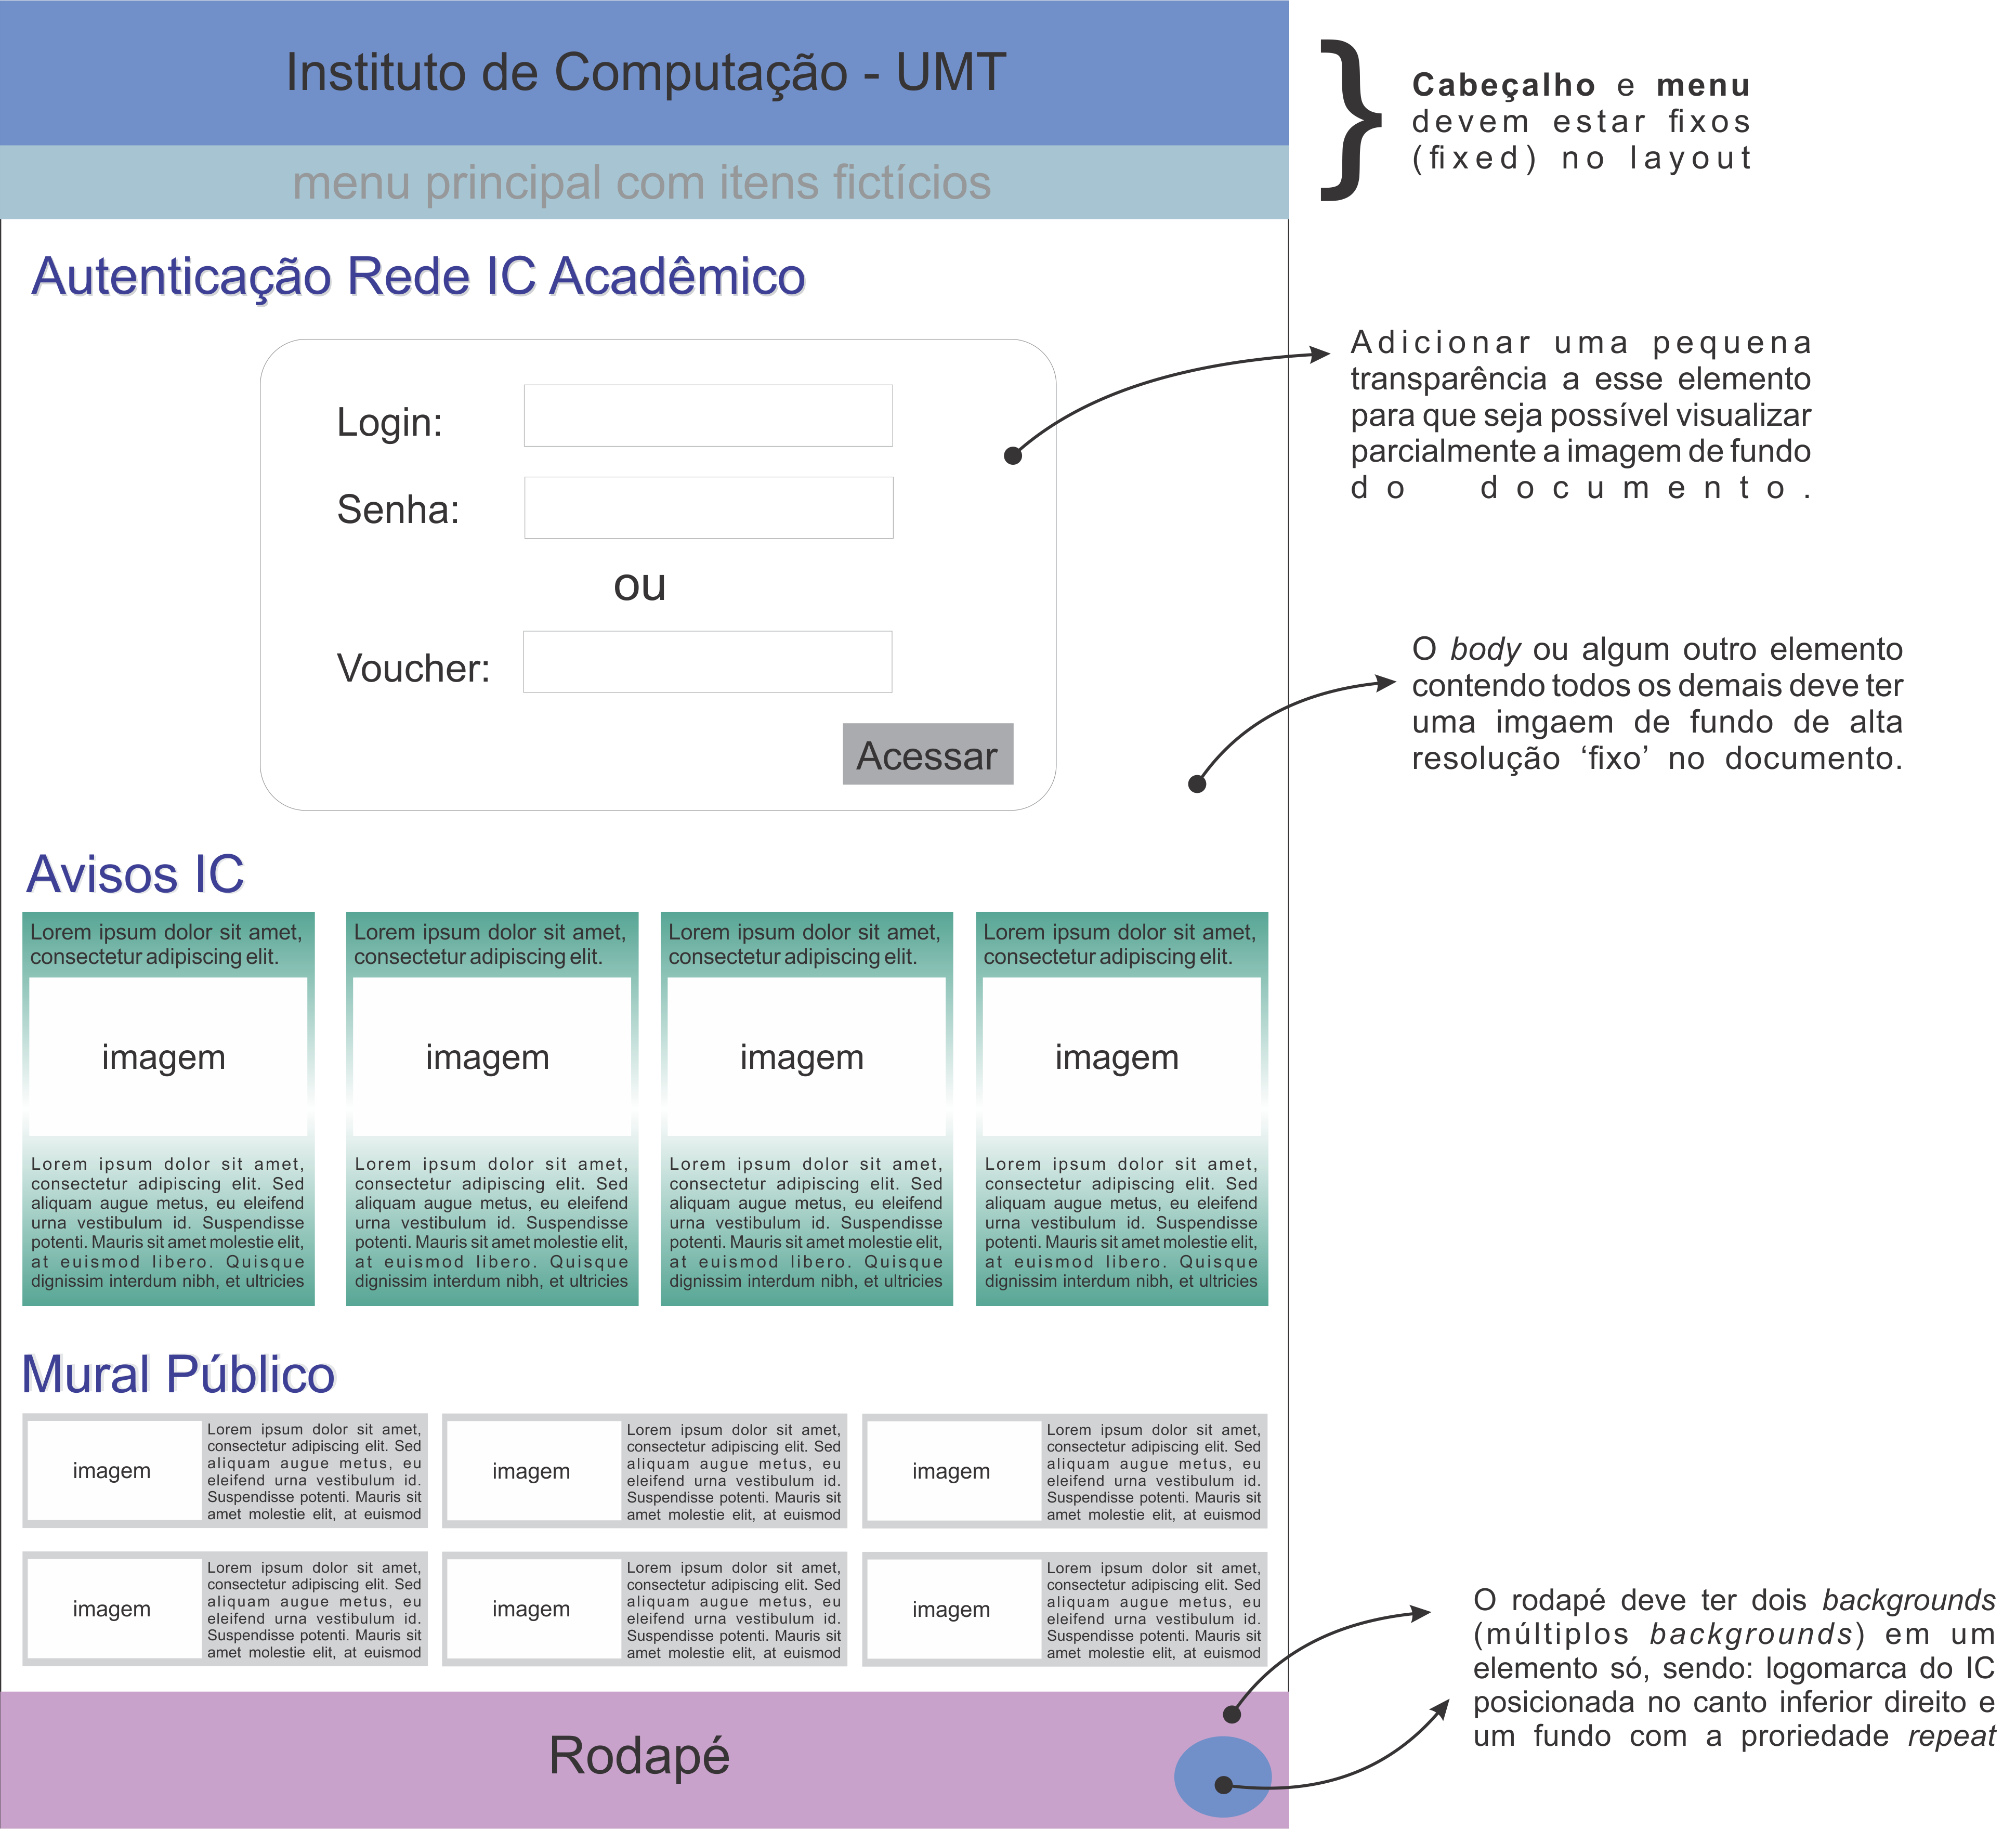 Instituto de Computação - UMT
Cabeçalho e menu
devem estar fixos
(fixed) no layout
menu principal com itens fictícios
Autenticação Rede IC Acadêmico
Adicionar uma pequena
transparência a esse elemento
para que seja possível visualizar
parcialmente a imagem de fundo
do documento.
Login:
Senha:
ou
Voucher:
Acessar
O body ou algum outro elemento
contendo todos os demais deve ter
uma imgaem de fundo de alta
resolução ‘fixo’ no documento.
Avisos IC
Lorem ipsum dolor sit amet,
consectetur adipiscing elit.
imagem
Lorem ipsum dolor sit amet,
consectetur adipiscing elit. Sed
aliquam augue metus, eu eleifend
urna vestibulum id. Suspendisse
potenti. Mauris sit amet molestie elit,
at euismod libero. Quisque
dignissim interdum nibh, et ultricies
Lorem ipsum dolor sit amet,
consectetur adipiscing elit.
imagem
Lorem ipsum dolor sit amet,
consectetur adipiscing elit. Sed
aliquam augue metus, eu eleifend
urna vestibulum id. Suspendisse
potenti. Mauris sit amet molestie elit,
at euismod libero. Quisque
dignissim interdum nibh, et ultricies
Lorem ipsum dolor sit amet,
consectetur adipiscing elit.
imagem
Lorem ipsum dolor sit amet,
consectetur adipiscing elit. Sed
aliquam augue metus, eu eleifend
urna vestibulum id. Suspendisse
potenti. Mauris sit amet molestie elit,
at euismod libero. Quisque
dignissim interdum nibh, et ultricies
Lorem ipsum dolor sit amet,
consectetur adipiscing elit.
imagem
Lorem ipsum dolor sit amet,
consectetur adipiscing elit. Sed
aliquam augue metus, eu eleifend
urna vestibulum id. Suspendisse
potenti. Mauris sit amet molestie elit,
at euismod libero. Quisque
dignissim interdum nibh, et ultricies
Mural Público
imagem
Lorem ipsum dolor sit amet,
consectetur adipiscing elit. Sed
aliquam augue metus, eu
eleifend urna vestibulum id.
Suspendisse potenti. Mauris sit
amet molestie elit, at euismod
imagem
Lorem ipsum dolor sit amet,
consectetur adipiscing elit. Sed
aliquam augue metus, eu
eleifend urna vestibulum id.
Suspendisse potenti. Mauris sit
amet molestie elit, at euismod
imagem
Lorem ipsum dolor sit amet,
consectetur adipiscing elit. Sed
aliquam augue metus, eu
eleifend urna vestibulum id.
Suspendisse potenti. Mauris sit
amet molestie elit, at euismod
imagem
Lorem ipsum dolor sit amet,
consectetur adipiscing elit. Sed
aliquam augue metus, eu
eleifend urna vestibulum id.
Suspendisse potenti. Mauris sit
amet molestie elit, at euismod
imagem
Lorem ipsum dolor sit amet,
consectetur adipiscing elit. Sed
aliquam augue metus, eu
eleifend urna vestibulum id.
Suspendisse potenti. Mauris sit
amet molestie elit, at euismod
imagem
Lorem ipsum dolor sit amet,
consectetur adipiscing elit. Sed
aliquam augue metus, eu
eleifend urna vestibulum id.
Suspendisse potenti. Mauris sit
amet molestie elit, at euismod
O rodapé deve ter dois backgrounds
(múltiplos backgrounds) em um
elemento só, sendo: logomarca do IC
posicionada no canto inferior direito e
um fundo com a proriedade repeat
Rodapé